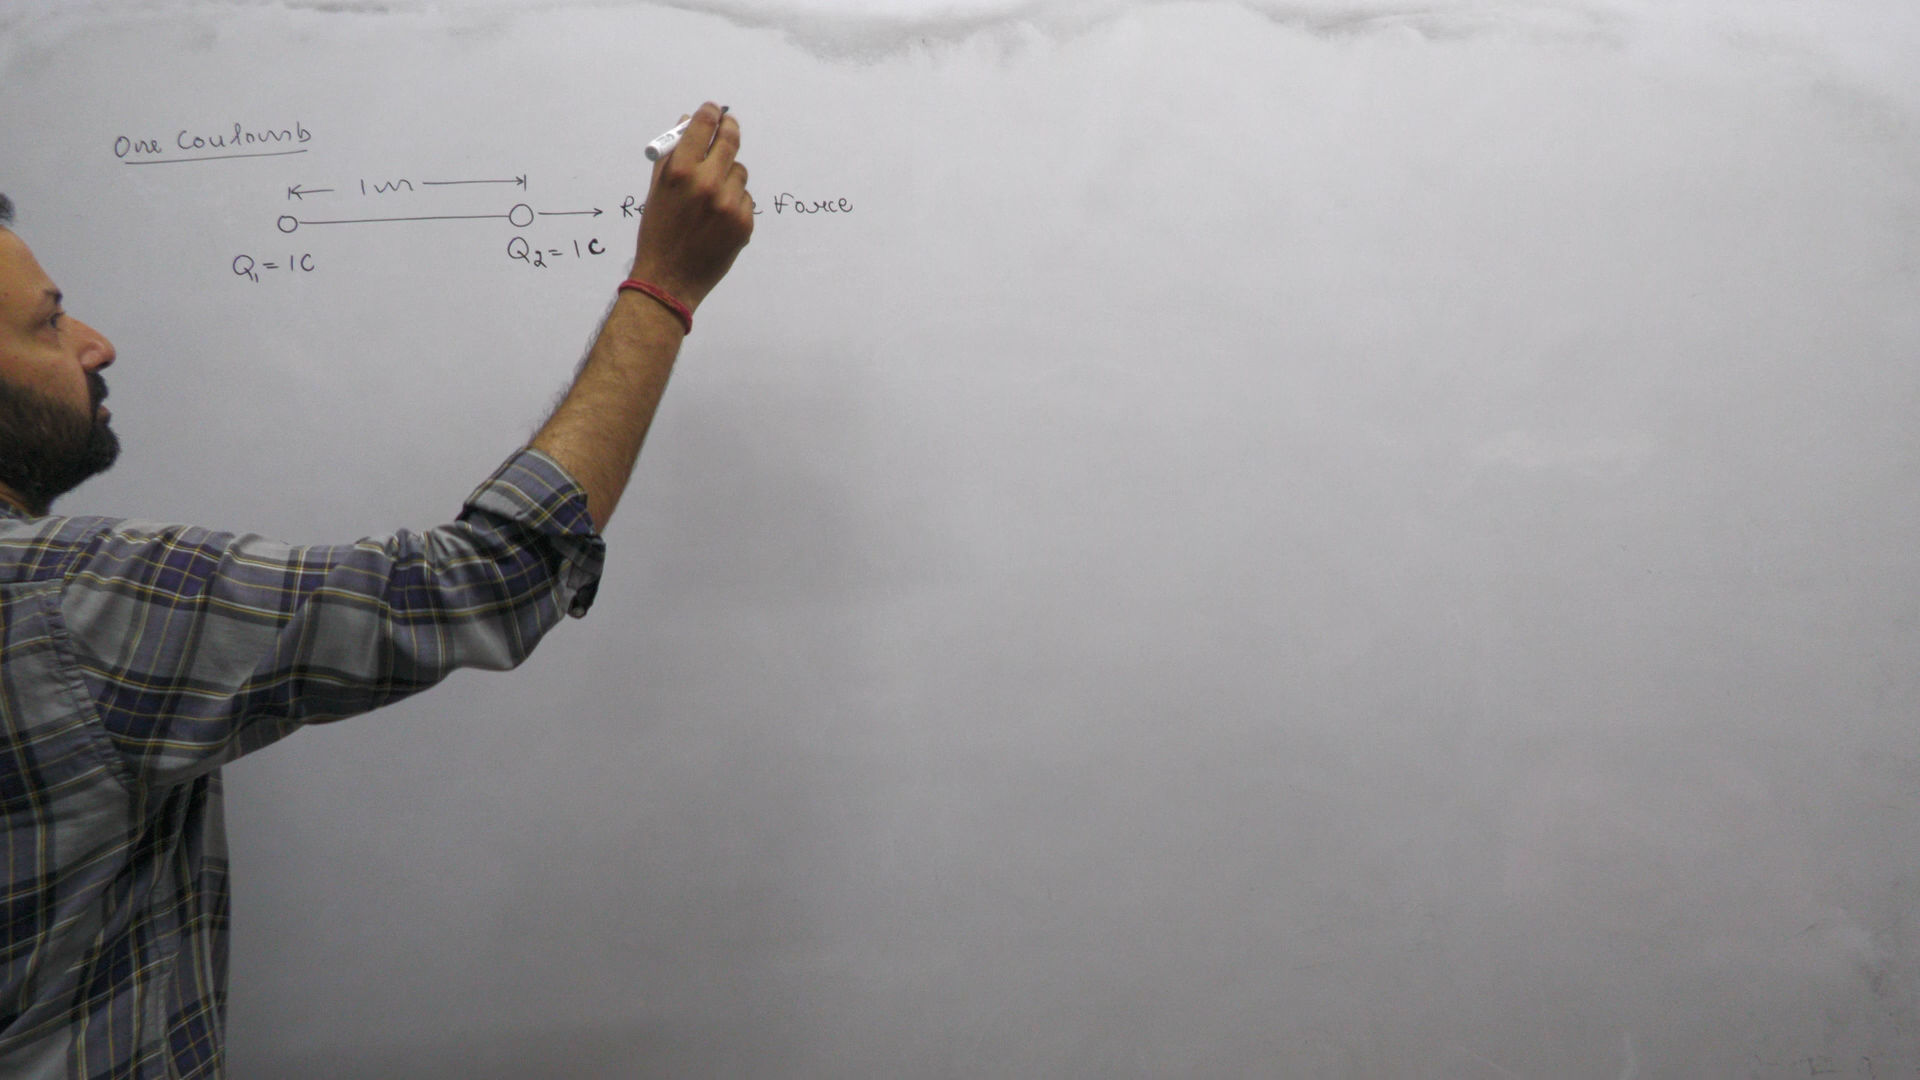 One Coulomb
1m
Force
Q1 = 1C
Q2 = 1C